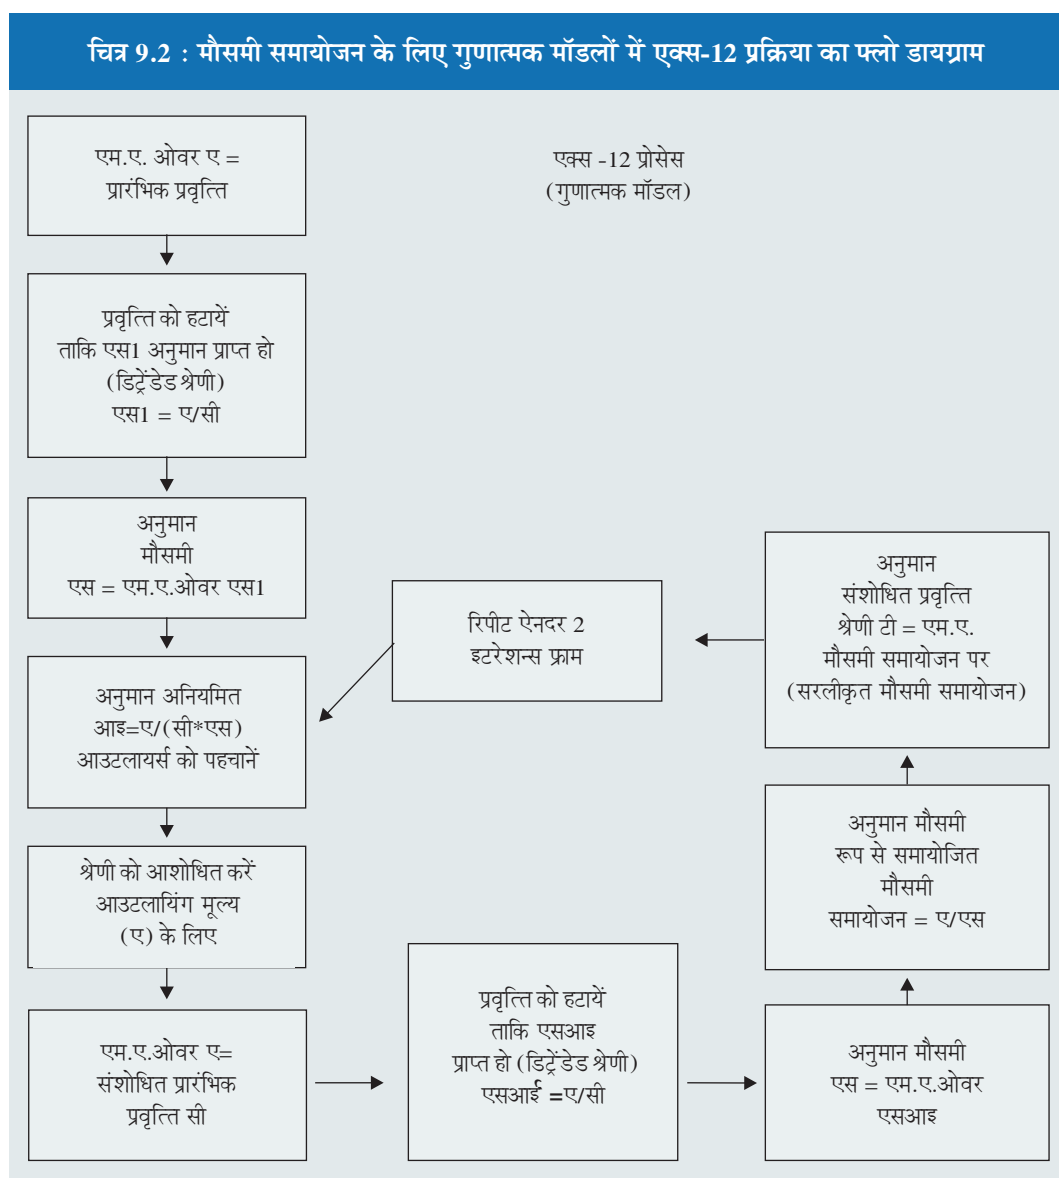 चित्र 9.2 : मौसमी समायोजन के लिए गुणात्मक मॉडलों में एक्स-12 प्रक्रिया का फ्लो डायग्राम
एम.ए. ओवर ए =
प्रारंभिक प्रवृत्ति
एक्स -12 प्रोसेस
(गुणात्मक मॉडल)
प्रवृत्ति को हटायें
ताकि एस1 अनुमान प्राप्त हो
(डिट्रेंडेड श्रेणी)
एस1 = ए/सी
अनुमान
मौसमी
एस = एम.ए.ओवर एस1
अनुमान अनियमित
आइ=ए/(सी*एस)
आउटलायर्स को पहचानें
श्रेणी को आशोधित करें
आउटलायिंग मूल्य
(ए) के लिए
एम.ए.ओवर ए=
संशोधित प्रारंभिक
प्रवृत्ति सी
प्रवृत्ति को हटायें
ताकि एसआइ
प्राप्त हो (डिट्रेंडेड श्रेणी)
एसआई =ए/सी
अनुमान मौसमी
एस = एम.ए.ओवर
एसआइ
अनुमान मौसमी
रूप से समायोजित
मौसमी
समायोजन = ए/एस
अनुमान
संशोधित प्रवृत्ति
श्रेणी टी = एम.ए.
मौसमी समायोजन पर
(सरलीकृत मौसमी समायोजन)
रिपीट ऐनदर 2
इटरेशन्स फ्राम